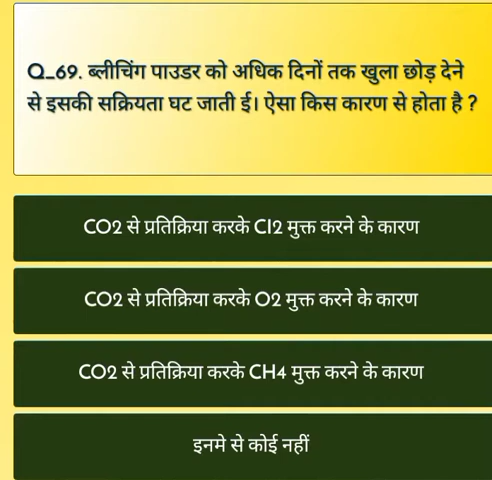 Q_69. ब्लीचिंग पाउडर को अधिक दिनों तक खुला छोड़ देने
से इसकी सक्रियता घट जाती ई। ऐसा किस कारण से होता है ?
CO2 से प्रतिक्रिया करके Cl2 मुक्त करने के कारण
CO2 से प्रतिक्रिया करके O2 मुक्त करने के कारण
CO2 से प्रतिक्रिया करके CH4 मुक्त करने के कारण
इनमे से कोई नहीं